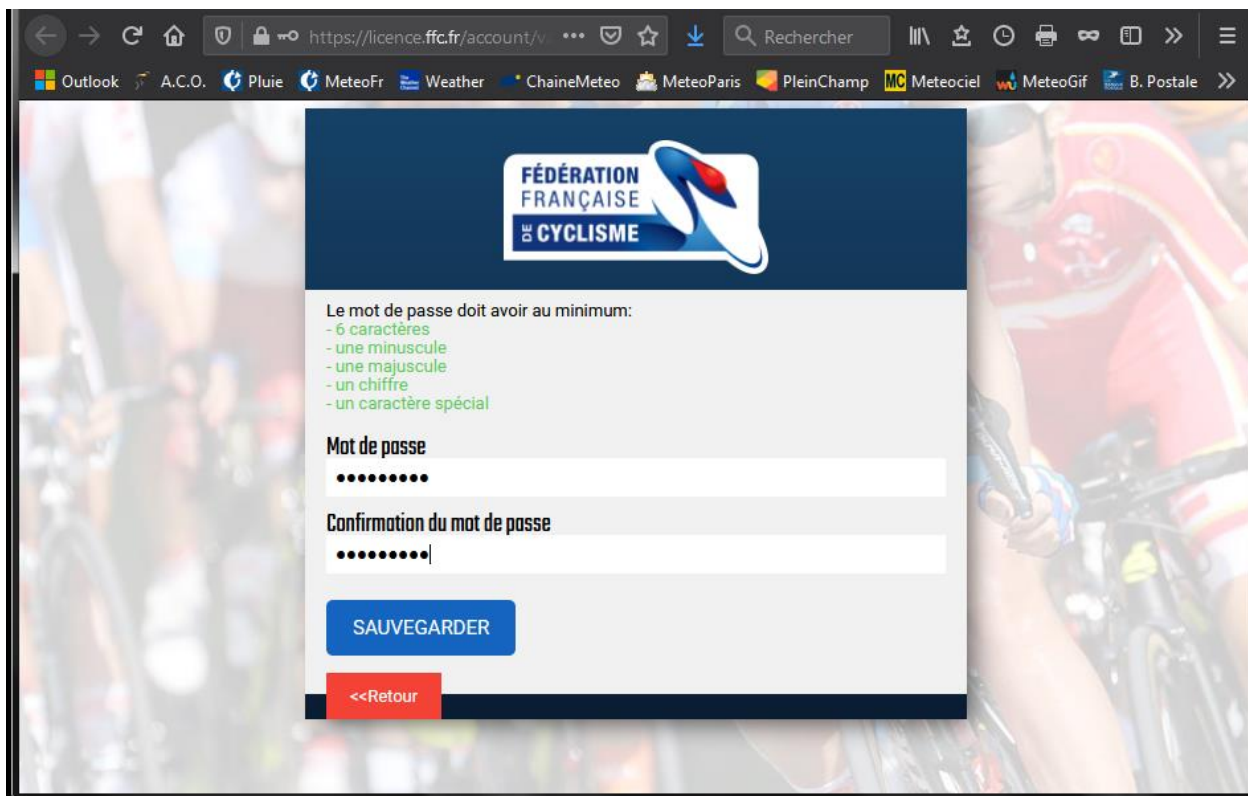 https://licence.ffc.fr/account/v
Rechercher
Outlook A.C.O. Pluie MeteoFr Weather ChaineMeteo MeteoParis PleinChamp MC Meteociel MeteoGif B. Postale
FÉDÉRATION
FRANÇAISE
DE CYCLISME
Le mot de passe doit avoir au minimum:
- 6 caractères
- une minuscule
- une majuscule
- un chiffre
- un caractère spécial
Mot de passe
•••••••••
Confirmation du mot de passe
•••••••••
SAUVEGARDER
<<Retour